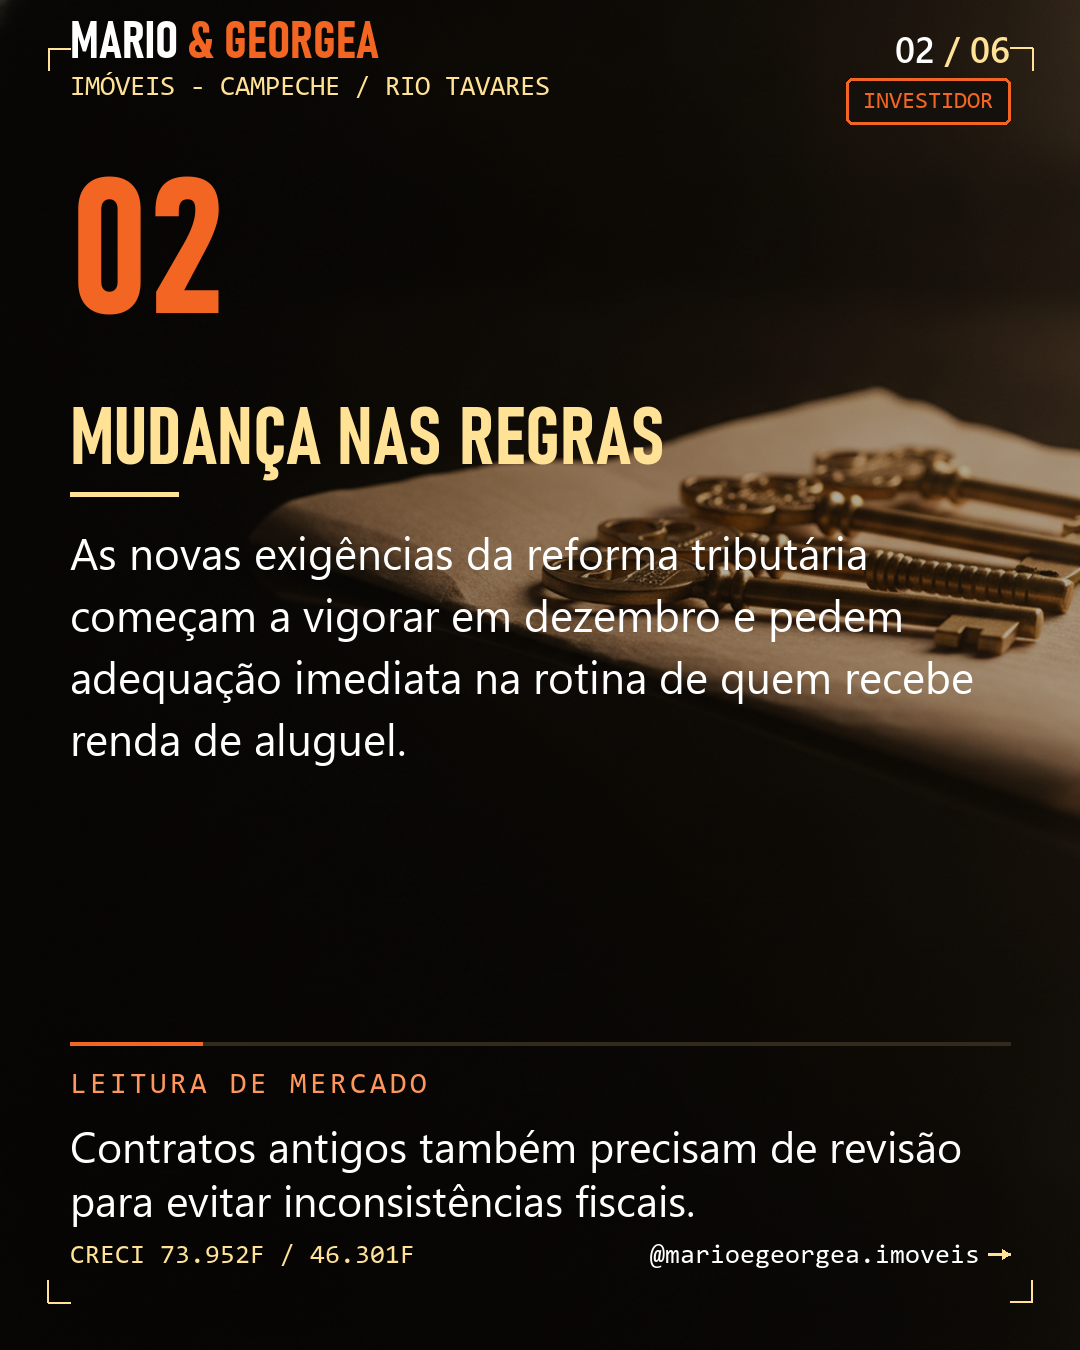 MARIO & GEORGEA
IMÓVEIS - CAMPECHE / RIO TAVARES
02 / 06
INVESTIDOR
02
MUDANÇA NAS REGRAS
As novas exigências da reforma tributária
começam a vigorar em dezembro e pedem
adequação imediata na rotina de quem recebe
renda de aluguel.
LEITURA DE MERCADO
Contratos antigos também precisam de revisão
para evitar inconsistências fiscais.
CRECI 73.952F / 46.301F
@marioegeorgea.imoveis